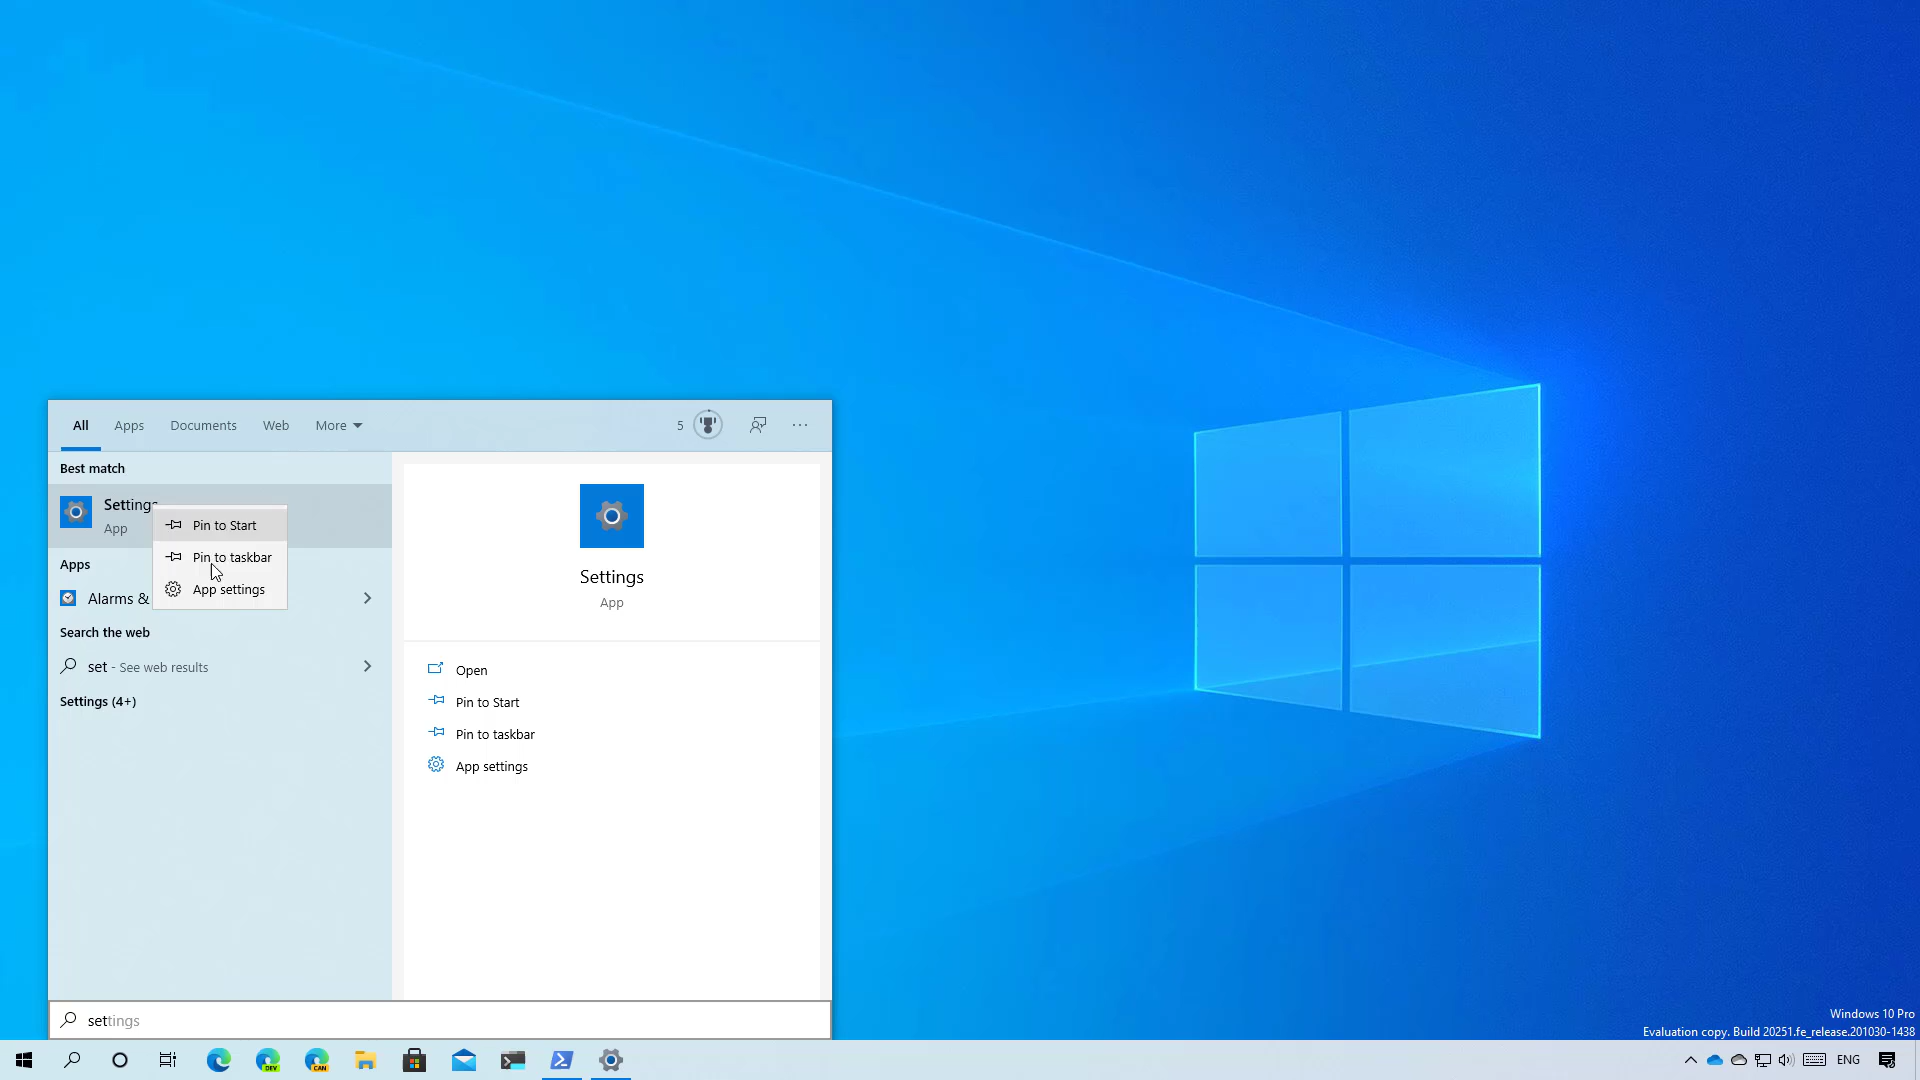 All Apps Documents Web More 5
Best match
Settings
App
Pin to Start
Pin to taskbar
App settings
Apps
Alarms &
Search the web
set - See web results
Settings (4+)
Settings
App
Open
Pin to Start
Pin to taskbar
App settings
settings
Windows 10 Pro
Evaluation copy. Build 20251.fe_release.201030-1438
DEV
CAN
ENG